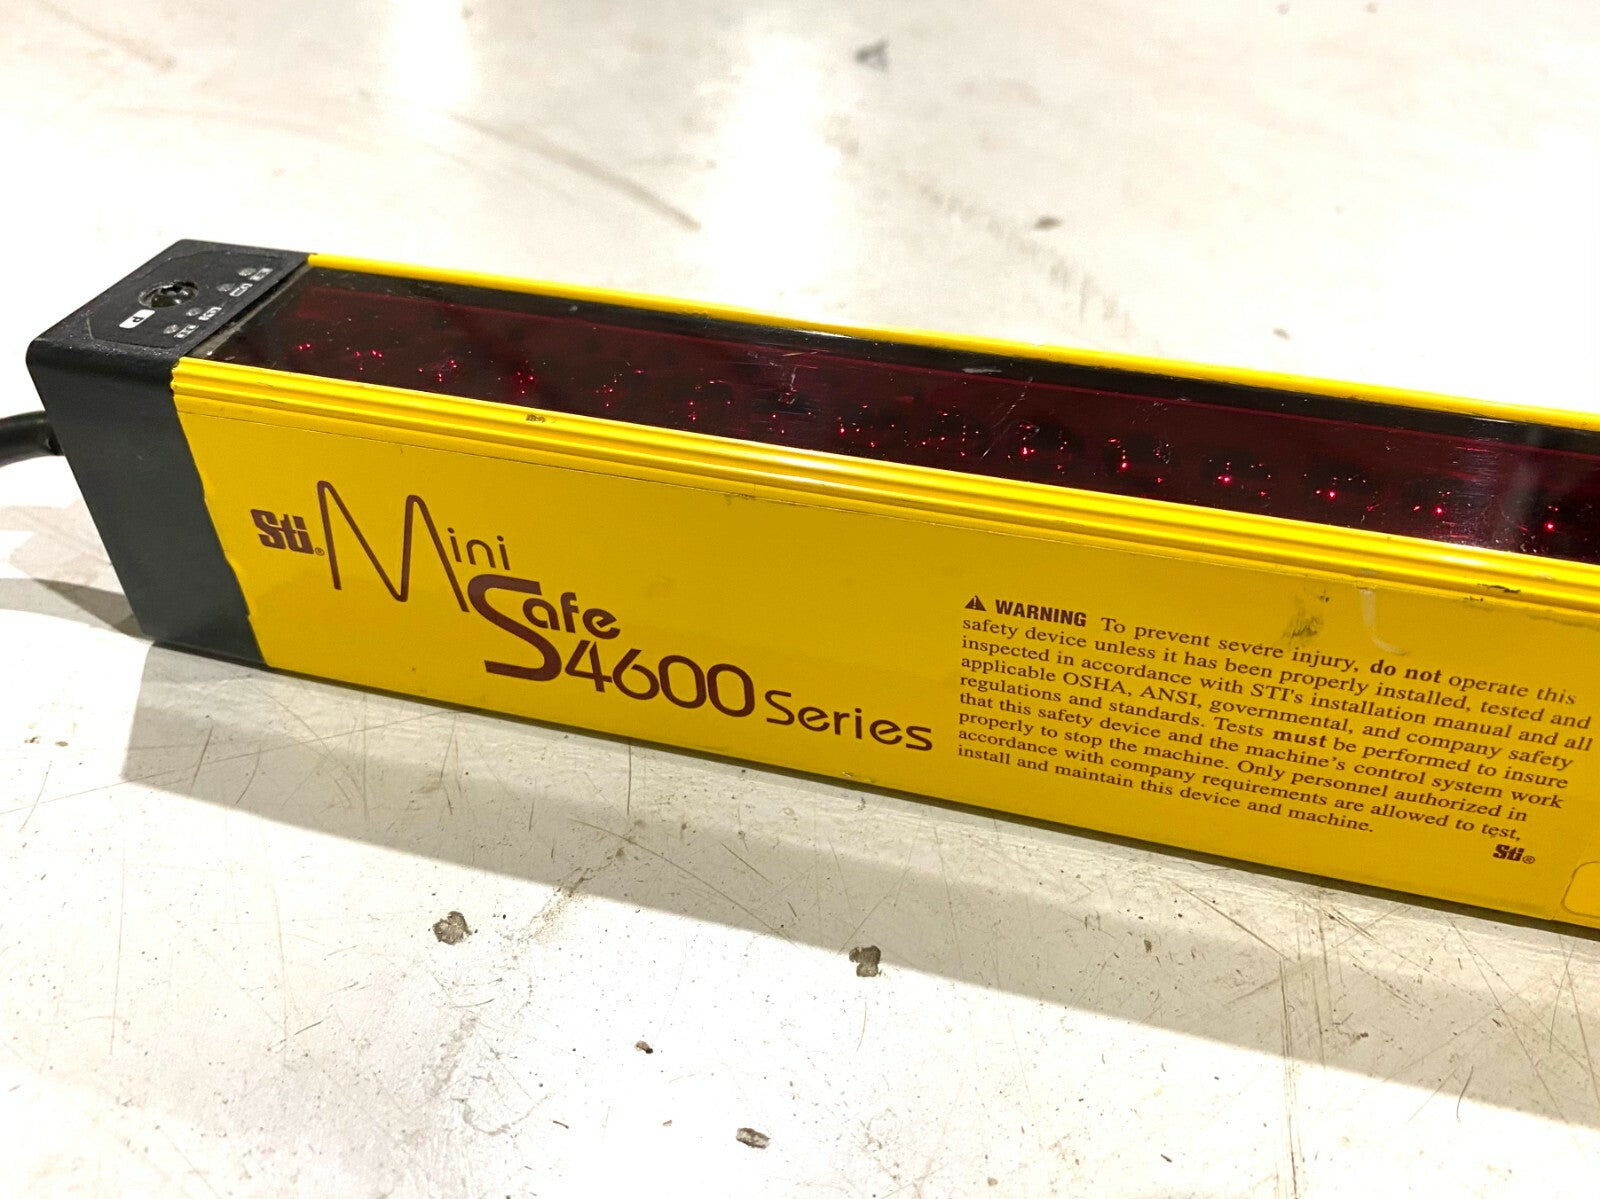 P
Sti® Mini
Safe
S4600 Series
WARNING To prevent severe injury, do not operate this
safety device unless it has been properly installed, tested and
inspected in accordance with STI's installation manual and all
applicable OSHA, ANSI, governmental, and company safety
regulations and standards. Tests must be performed to insure
that this safety device and the machine's control system work
properly to stop the machine. Only personnel authorized in
accordance with company requirements are allowed to test,
install and maintain this device and machine.
Sti®